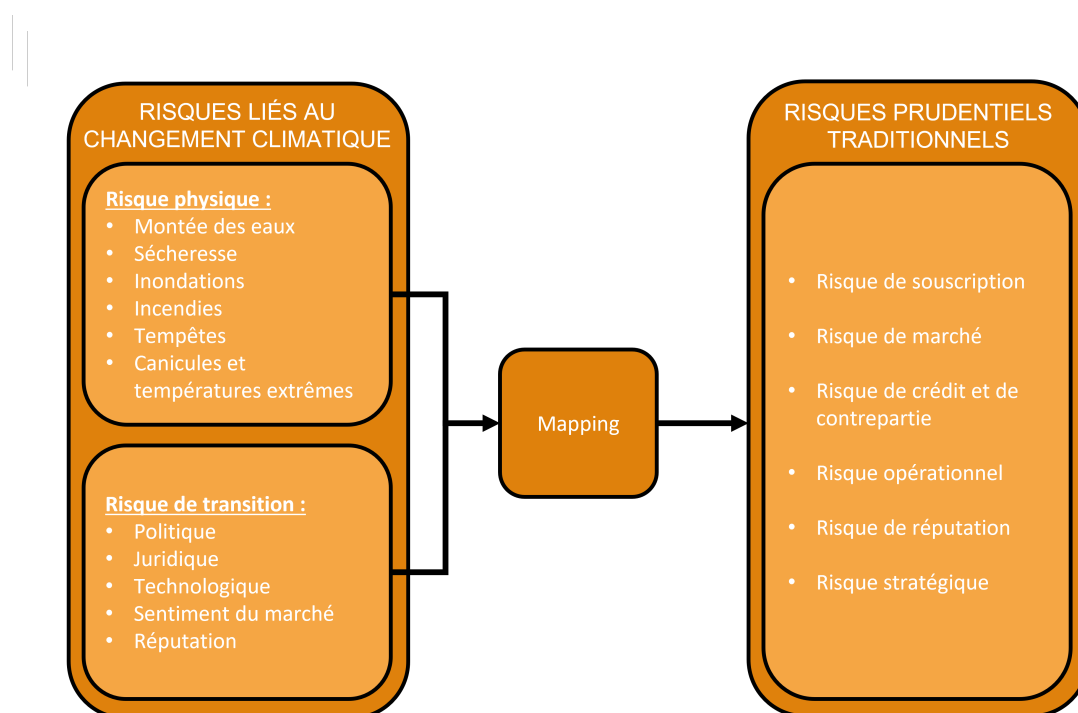 RISQUES LIÉS AU
CHANGEMENT CLIMATIQUE
Risque physique :
• Montée des eaux
• Sécheresse
• Inondations
• Incendies
• Tempêtes
• Canicules et
températures extrêmes
Risque de transition :
• Politique
• Juridique
• Technologique
• Sentiment du marché
• Réputation
Mapping
RISQUES PRUDENTIELS
TRADITIONNELS
• Risque de souscription
• Risque de marché
• Risque de crédit et de
contrepartie
• Risque opérationnel
• Risque de réputation
• Risque stratégique